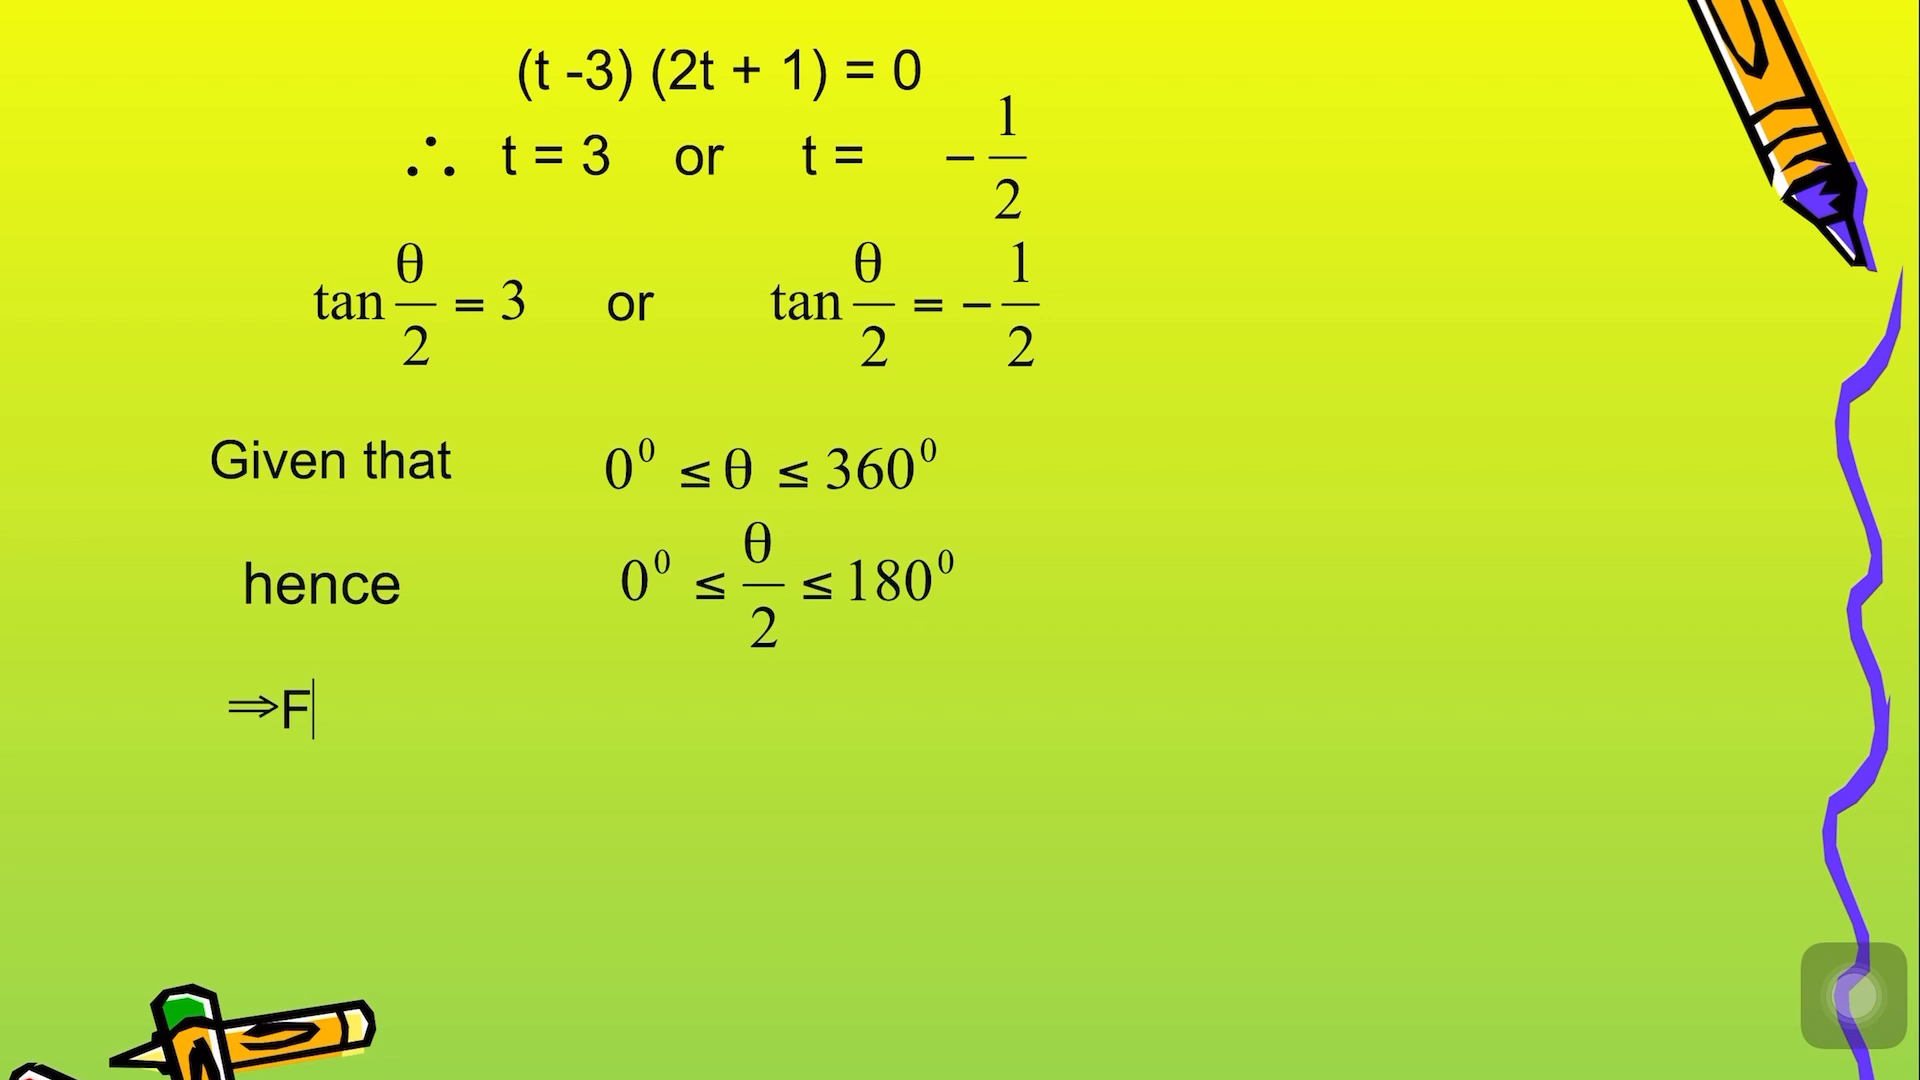 (t -3) (2t + 1) = 0
∴ t = 3 or t = −1/2
tan θ/2 = 3 or tan θ/2 = −1/2
Given that 0⁰ ≤ θ ≤ 360⁰
hence 0⁰ ≤ θ/2 ≤ 180⁰
⇒F